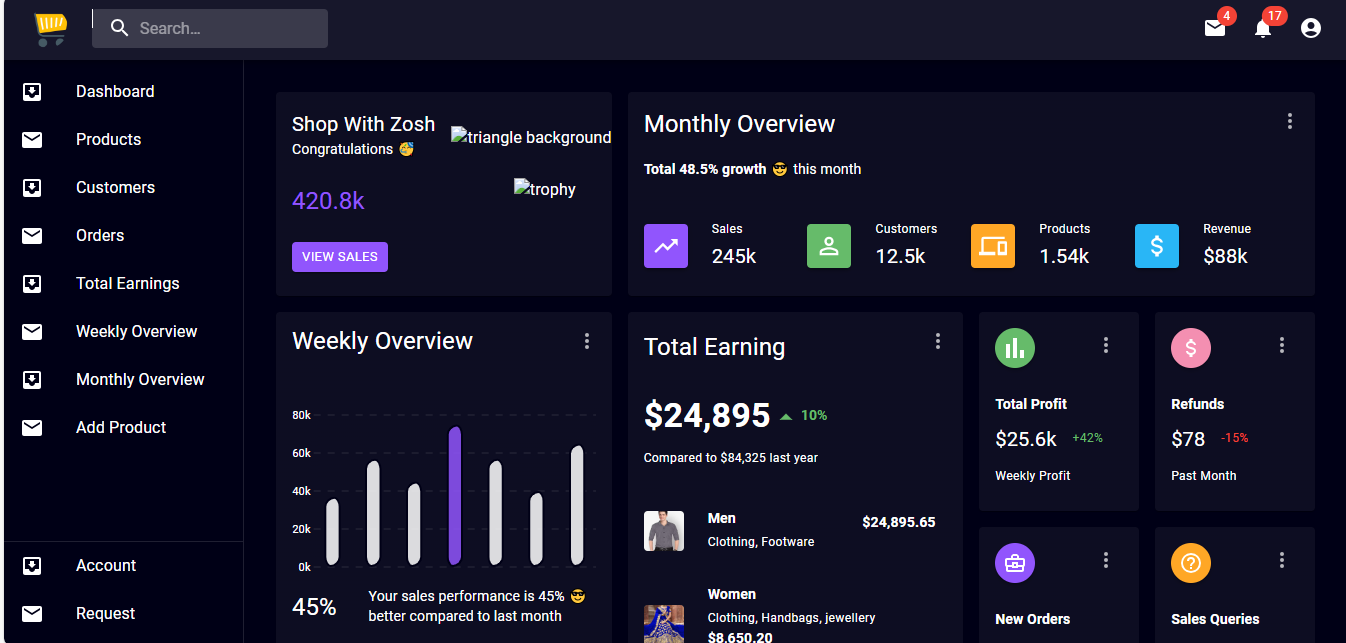 Search…
4
17
Dashboard
Products
Customers
Orders
Total Earnings
Weekly Overview
Monthly Overview
Add Product
Account
Request
Shop With Zosh
Congratulations 🥳
420.8k
VIEW SALES
triangle background
trophy
Monthly Overview
Total 48.5% growth 😎 this month
Sales
245k
Customers
12.5k
Products
1.54k
Revenue
$88k
Weekly Overview
80k
60k
40k
20k
0k
45%
Your sales performance is 45% 😎
better compared to last month
Total Earning
$24,895
10%
Compared to $84,325 last year
Men
Clothing, Footware
$24,895.65
Women
Clothing, Handbags, jewellery
$8,650.20
Total Profit
$25.6k +42%
Weekly Profit
Refunds
$78 -15%
Past Month
New Orders
Sales Queries